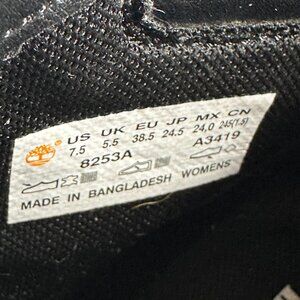 US UK EU JP MX CN
7.5 5.5 38.5 24.5 24,0 245(1.5)
8253A A3419
MADE IN BANGLADESH WOMENS